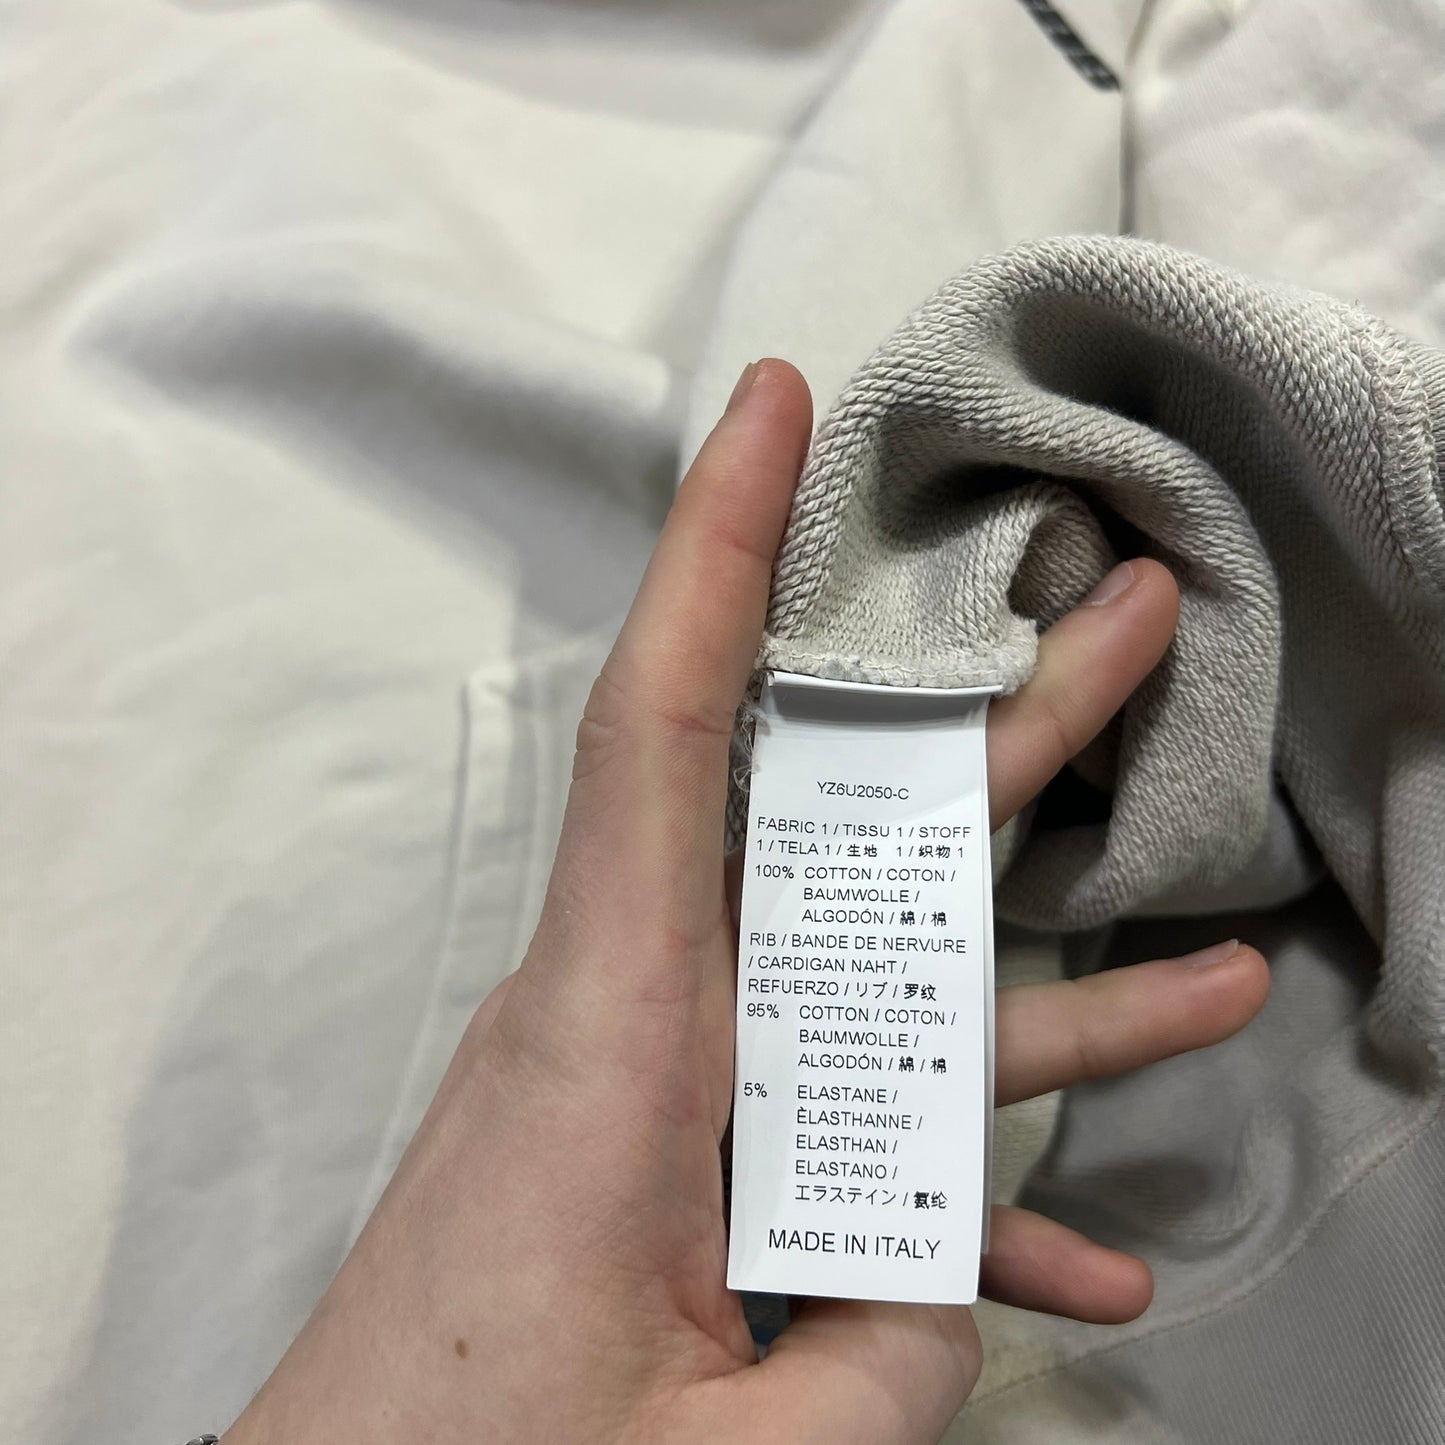 YZ6U2050-C
FABRIC 1 / TISSU 1 / STOFF
1 / TELA 1 / 生地 1 / 织物 1
100% COTTON / COTON /
BAUMWOLLE /
ALGODÓN / 綿 / 棉
RIB / BANDE DE NERVURE
/ CARDIGAN NAHT /
REFUERZO / リブ / 罗纹
95% COTTON / COTON /
BAUMWOLLE /
ALGODÓN / 綿 / 棉
5% ELASTANE /
ÈLASTHANNE /
ELASTHAN /
ELASTANO /
エラステイン / 氨纶
MADE IN ITALY